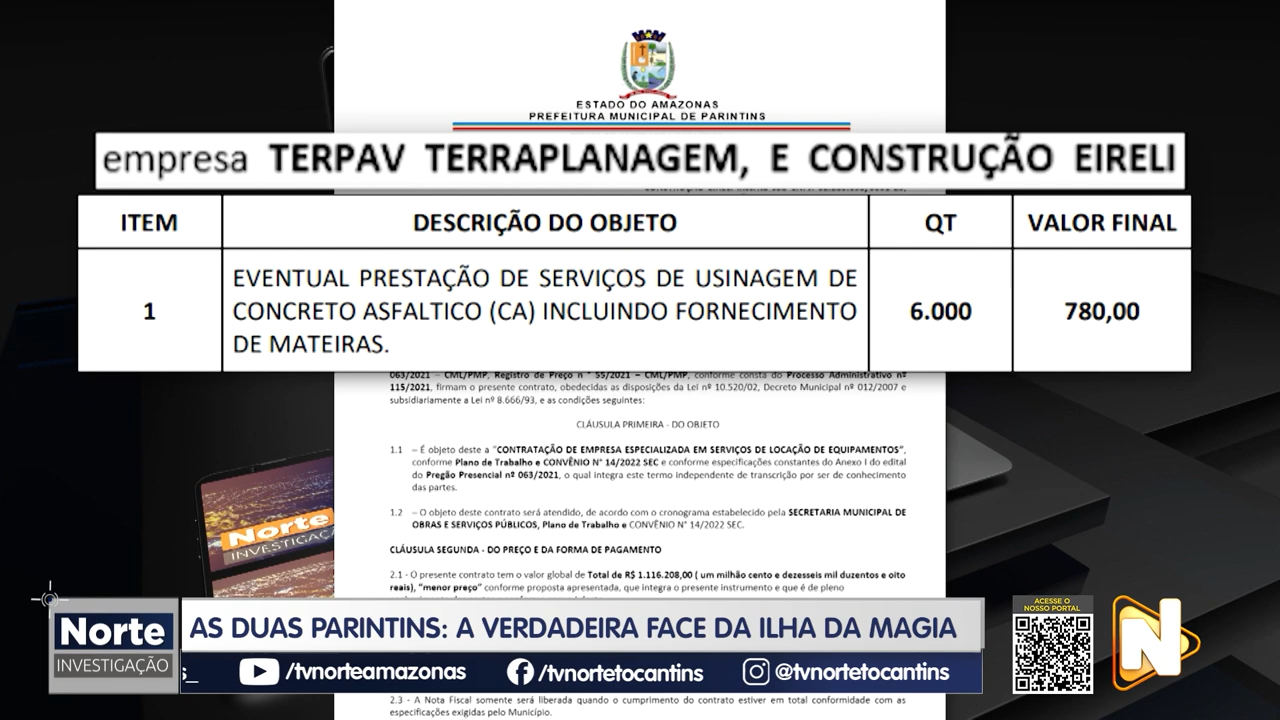 ESTADO DO AMAZONAS
PREFEITURA MUNICIPAL DE PARINTINS
empresa TERPAV TERRAPLANAGEM, E CONSTRUÇÃO EIRELI
ITEM DESCRIÇÃO DO OBJETO QT VALOR FINAL
EVENTUAL PRESTAÇÃO DE SERVIÇOS DE USINAGEM DE
1 CONCRETO ASFALTICO (CA) INCLUINDO FORNECIMENTO 6.000 780,00
DE MATEIRAS.
063/2021 – CML/PMP, Registro de Preço n° 55/2021 – CML/PMP, conforme consta do Processo Administrativo nº
115/2021, firmam o presente contrato, obedecidas as disposições da Lei nº 10.520/02, Decreto Municipal nº 012/2007 e
subsidiariamente a Lei nº 8.666/93, e as condições seguintes:
CLÁUSULA PRIMEIRA - DO OBJETO
1.1 – É objeto deste a "CONTRATAÇÃO DE EMPRESA ESPECIALIZADA EM SERVIÇOS DE LOCAÇÃO DE EQUIPAMENTOS",
conforme Plano de Trabalho e CONVÊNIO N° 14/2022 SEC e conforme especificações constantes do Anexo I do edital
do Pregão Presencial nº 063/2021, o qual integra este termo independente de transcrição por ser de conhecimento
das partes.
1.2 – O objeto deste contrato será atendido, de acordo com o cronograma estabelecido pela SECRETARIA MUNICIPAL DE
OBRAS E SERVIÇOS PÚBLICOS, Plano de Trabalho e CONVÊNIO N° 14/2022 SEC.
CLÁUSULA SEGUNDA - DO PREÇO E DA FORMA DE PAGAMENTO
2.1 - O presente contrato tem o valor global de Total de R$ 1.116.208,00 ( um milhão cento e dezesseis mil duzentos e oito
reais), "menor preço" conforme proposta apresentada, que integra o presente instrumento e que é de pleno
Norte
INVESTIGAÇÃO
AS DUAS PARINTINS: A VERDADEIRA FACE DA ILHA DA MAGIA
/tvnorteamazonas /tvnortetocantins @tvnortetocantins
ACESSE O
NOSSO PORTAL
N
2.3 - A Nota Fiscal somente será liberada quando o cumprimento do contrato estiver em total conformidade com as
especificações exigidas pelo Município.
Norte
INVESTIGAÇÃO